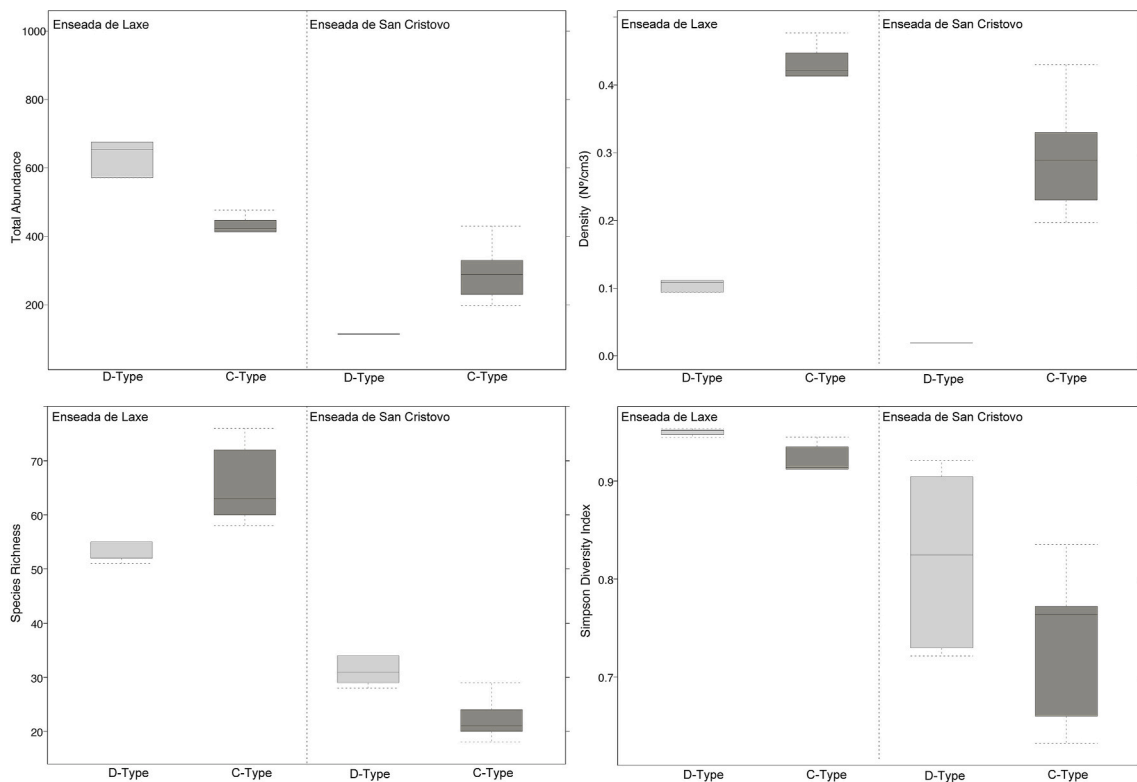 Enseada de Laxe
Enseada de San Cristovo
1000
800
600
400
200
Total Abundance
D-Type
C-Type
D-Type
C-Type
Enseada de Laxe
Enseada de San Cristovo
0.4
0.3
0.2
0.1
0.0
Density (Nº/cm3)
D-Type
C-Type
D-Type
C-Type
Enseada de Laxe
Enseada de San Cristovo
70
60
50
40
30
20
Species Richness
D-Type
C-Type
D-Type
C-Type
Enseada de Laxe
Enseada de San Cristovo
0.9
0.8
0.7
Simpson Diversity Index
D-Type
C-Type
D-Type
C-Type